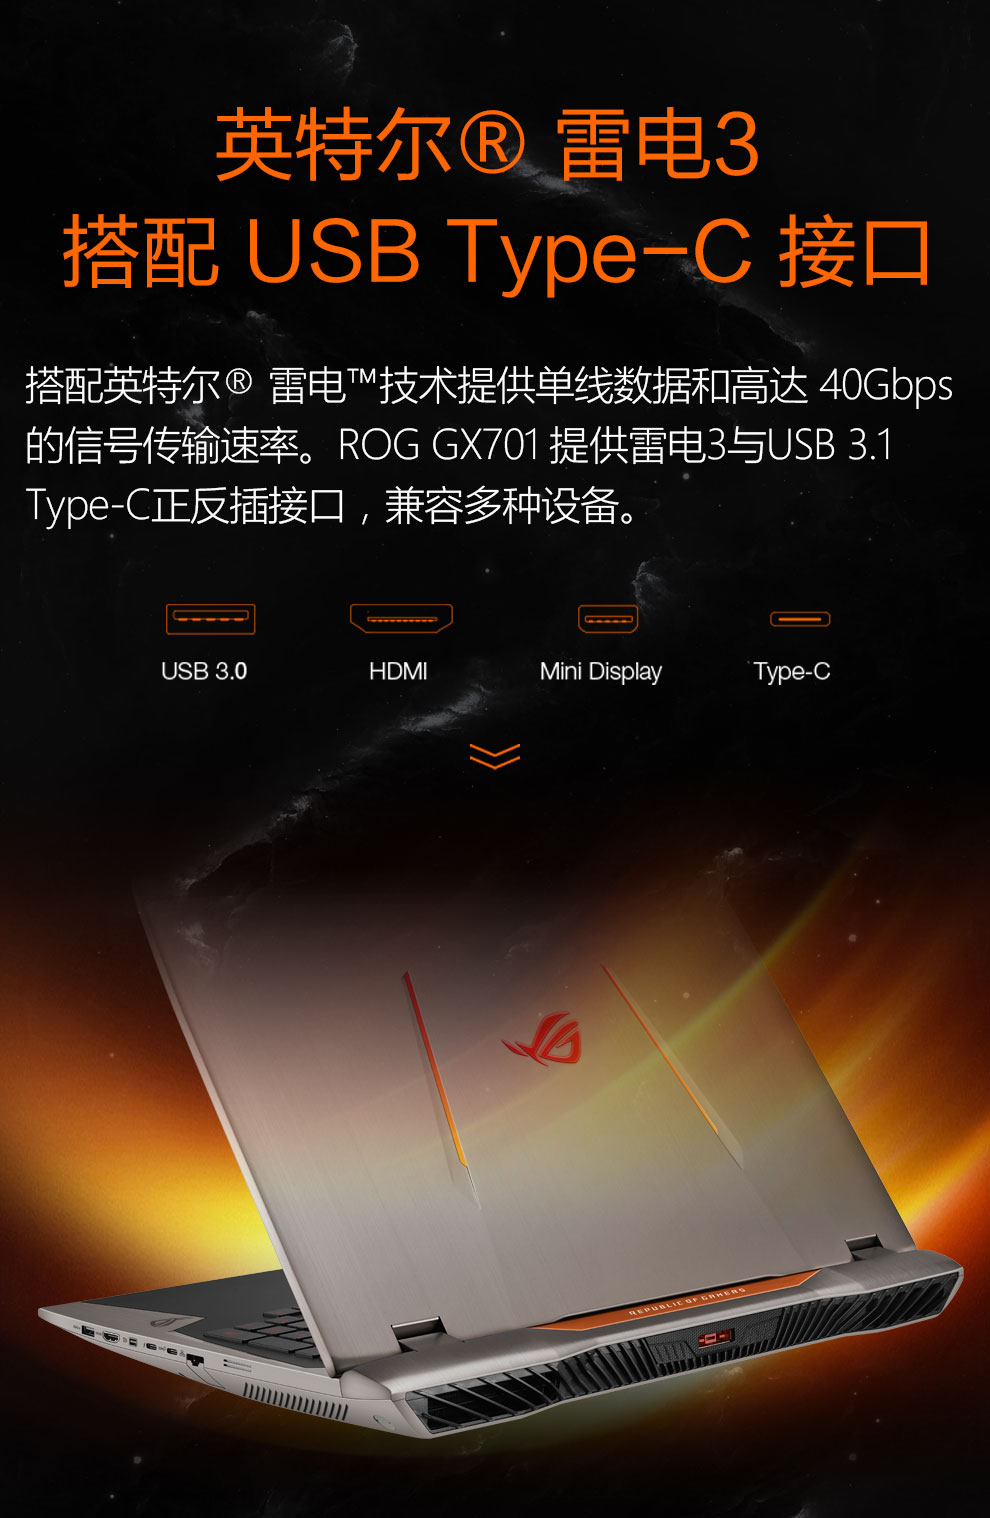 英特尔® 雷电3
搭配 USB Type-C 接口
搭配英特尔® 雷电™技术提供单线数据和高达 40Gbps
的信号传输速率。ROG GX701 提供雷电3与USB 3.1
Type-C正反插接口，兼容多种设备。
USB 3.0 HDMI Mini Display Type-C
REPUBLIC OF GAMERS